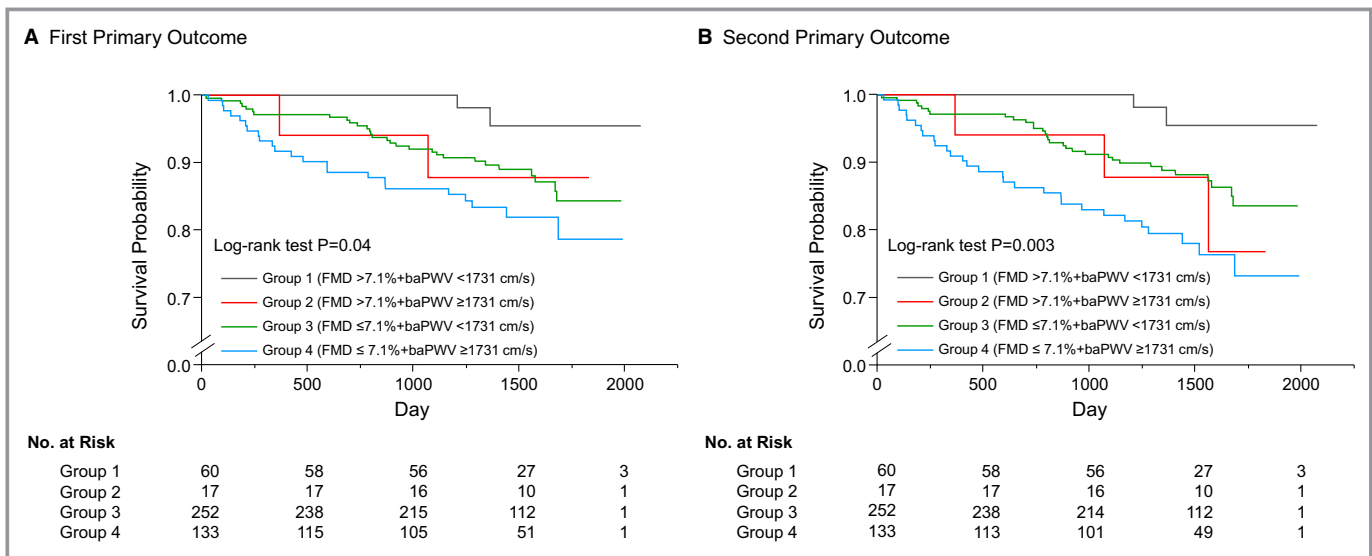 A First Primary Outcome
Survival Probability
1.0
0.9
0.8
0.7
0.0
Log-rank test P=0.04
Group 1 (FMD >7.1%+baPWV <1731 cm/s)
Group 2 (FMD >7.1%+baPWV ≥1731 cm/s)
Group 3 (FMD ≤7.1%+baPWV <1731 cm/s)
Group 4 (FMD ≤ 7.1%+baPWV ≥1731 cm/s)
0 500 1000 1500 2000
Day
No. at Risk
Group 1 60 58 56 27 3
Group 2 17 17 16 10 1
Group 3 252 238 215 112 1
Group 4 133 115 105 51 1
B Second Primary Outcome
Survival Probability
1.0
0.9
0.8
0.7
0.0
Log-rank test P=0.003
Group 1 (FMD >7.1%+baPWV <1731 cm/s)
Group 2 (FMD >7.1%+baPWV ≥1731 cm/s)
Group 3 (FMD ≤7.1%+baPWV <1731 cm/s)
Group 4 (FMD ≤ 7.1%+baPWV ≥1731 cm/s)
0 500 1000 1500 2000
Day
No. at Risk
Group 1 60 58 56 27 3
Group 2 17 17 16 10 1
Group 3 252 238 214 112 1
Group 4 133 113 101 49 1